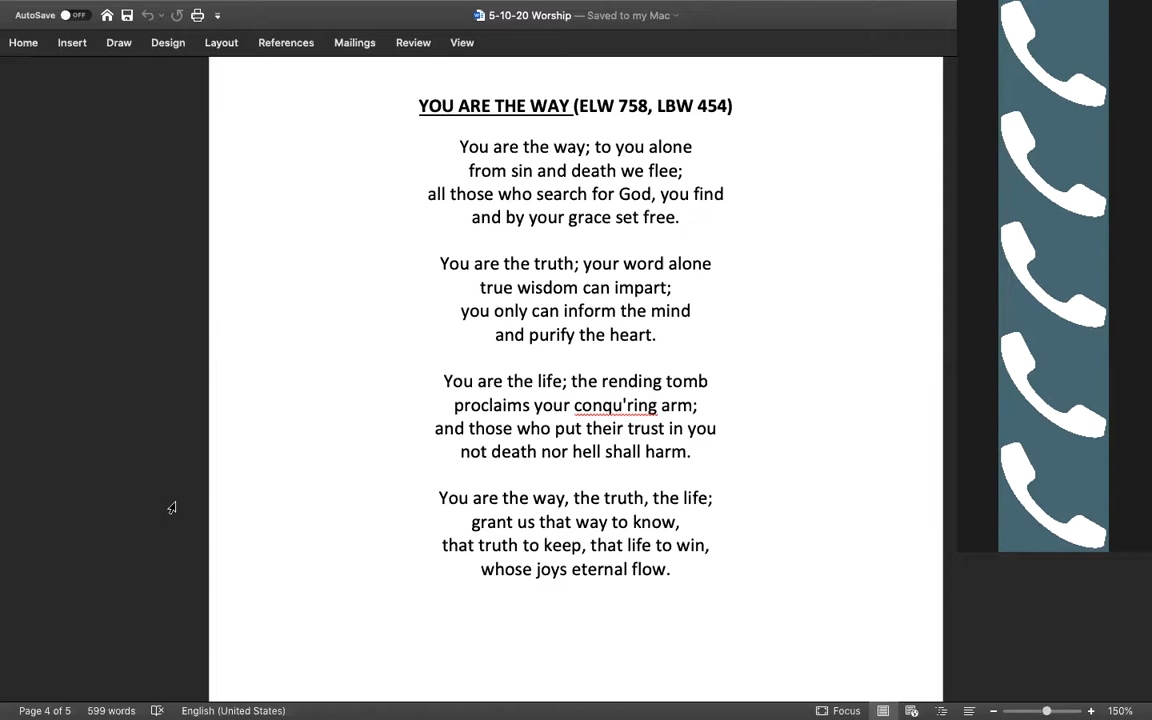 AutoSave OFF 5-10-20 Worship — Saved to my Mac
Home Insert Draw Design Layout References Mailings Review View
YOU ARE THE WAY (ELW 758, LBW 454)
You are the way; to you alone
from sin and death we flee;
all those who search for God, you find
and by your grace set free.
You are the truth; your word alone
true wisdom can impart;
you only can inform the mind
and purify the heart.
You are the life; the rending tomb
proclaims your conqu'ring arm;
and those who put their trust in you
not death nor hell shall harm.
You are the way, the truth, the life;
grant us that way to know,
that truth to keep, that life to win,
whose joys eternal flow.
Page 4 of 5 599 words English (United States) Focus 150%